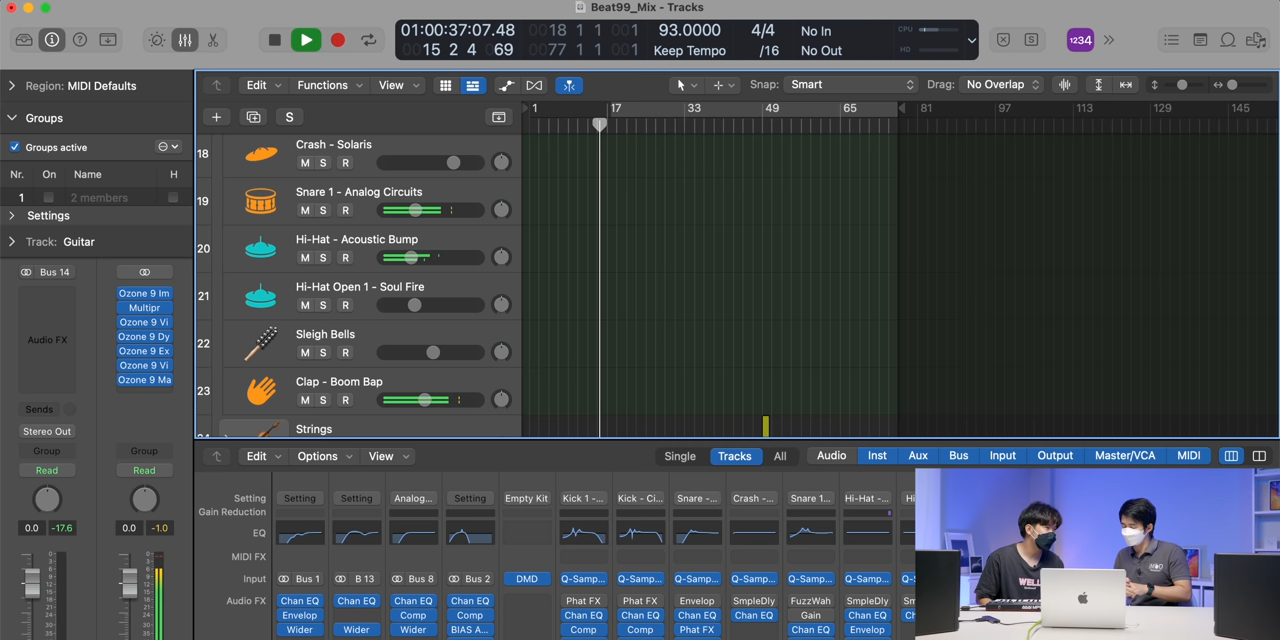 Beat99_Mix - Tracks
01:00:37:07.48
15 2 4 69
0018 1 1 001
0077 1 1 001
93.0000
Keep Tempo
4/4
/16
No In
No Out
CPU
HD
S
1234
Region: MIDI Defaults
Groups
Groups active
Nr. On Name H
1 2 members
Settings
Track: Guitar
Edit Functions View
Snap: Smart
Drag: No Overlap
S
1 17 33 49 65 81 97 113 129 145
18 Crash - Solaris
M S R
19 Snare 1 - Analog Circuits
M S R
20 Hi-Hat - Acoustic Bump
M S R
21 Hi-Hat Open 1 - Soul Fire
M S R
22 Sleigh Bells
M S R
23 Clap - Boom Bap
M S R
Strings
Bus 14
Audio FX
Sends
Stereo Out
Group
Read
0.0 -17.6
Ozone 9 Im
Multipr
Ozone 9 Vi
Ozone 9 Dy
Ozone 9 Ex
Ozone 9 Vi
Ozone 9 Ma
Group
Read
0.0 -1.0
Edit Options View
Single Tracks All
Audio Inst Aux Bus Input Output Master/VCA MIDI
Setting Setting Setting Analog... Setting Empty Kit Kick 1 -... Kick - Ci... Snare -... Crash -... Snare 1... Hi-Hat -...
Gain Reduction
EQ
MIDI FX
Input Bus 1 B 13 Bus 8 Bus 2 DMD Q-Samp... Q-Samp... Q-Samp... Q-Samp... Q-Samp... Q-Samp...
Audio FX Chan EQ Chan EQ Chan EQ Chan EQ Phat FX Phat FX Envelop SmpleDly FuzzWah SmpleDly
Envelop Comp Comp Chan EQ Chan EQ Chan EQ Chan EQ Gain Chan EQ
Wider Wider Wider BIAS A... Comp Comp Phat FX Chan EQ Envelop